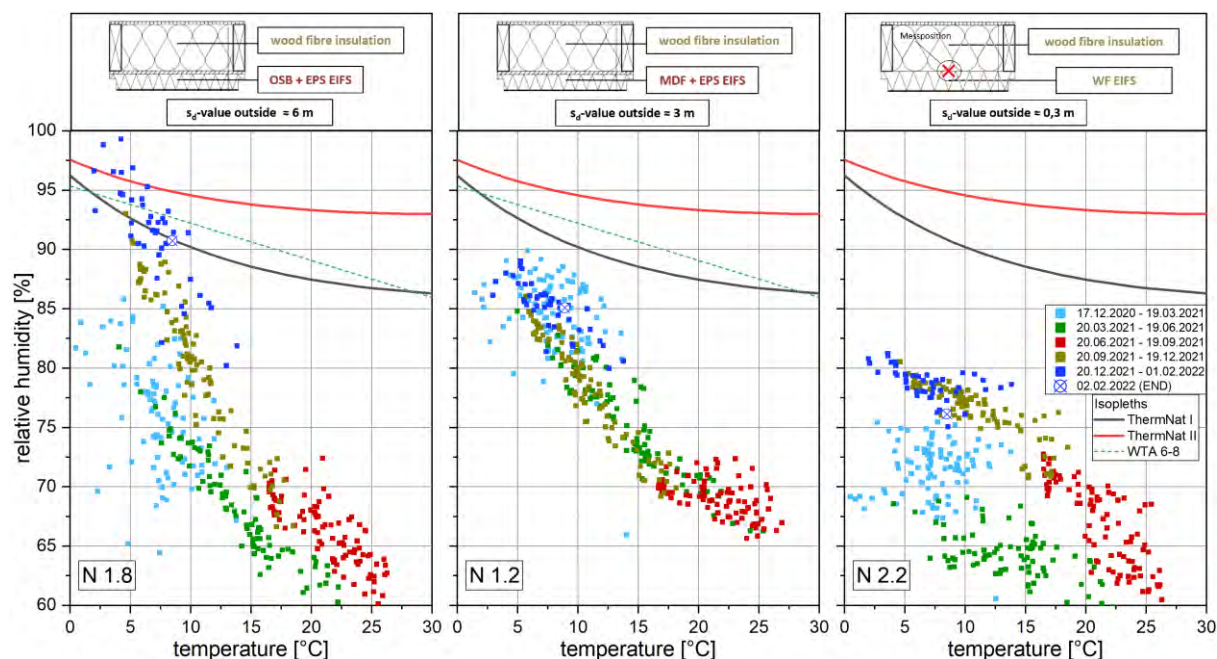 wood fibre insulation
OSB + EPS EIFS
sd-value outside ≈ 6 m
wood fibre insulation
MDF + EPS EIFS
sd-value outside ≈ 3 m
Messposition
wood fibre insulation
WF EIFS
sd-value outside ≈ 0,3 m
relative humidity [%]
100
95
90
85
80
75
70
65
60
N 1.8
0 5 10 15 20 25 30
temperature [°C]
N 1.2
0 5 10 15 20 25 30
temperature [°C]
17.12.2020 - 19.03.2021
20.03.2021 - 19.06.2021
20.06.2021 - 19.09.2021
20.09.2021 - 19.12.2021
20.12.2021 - 01.02.2022
02.02.2022 (END)
Isopleths
ThermNat I
ThermNat II
WTA 6-8
N 2.2
0 5 10 15 20 25 30
temperature [°C]